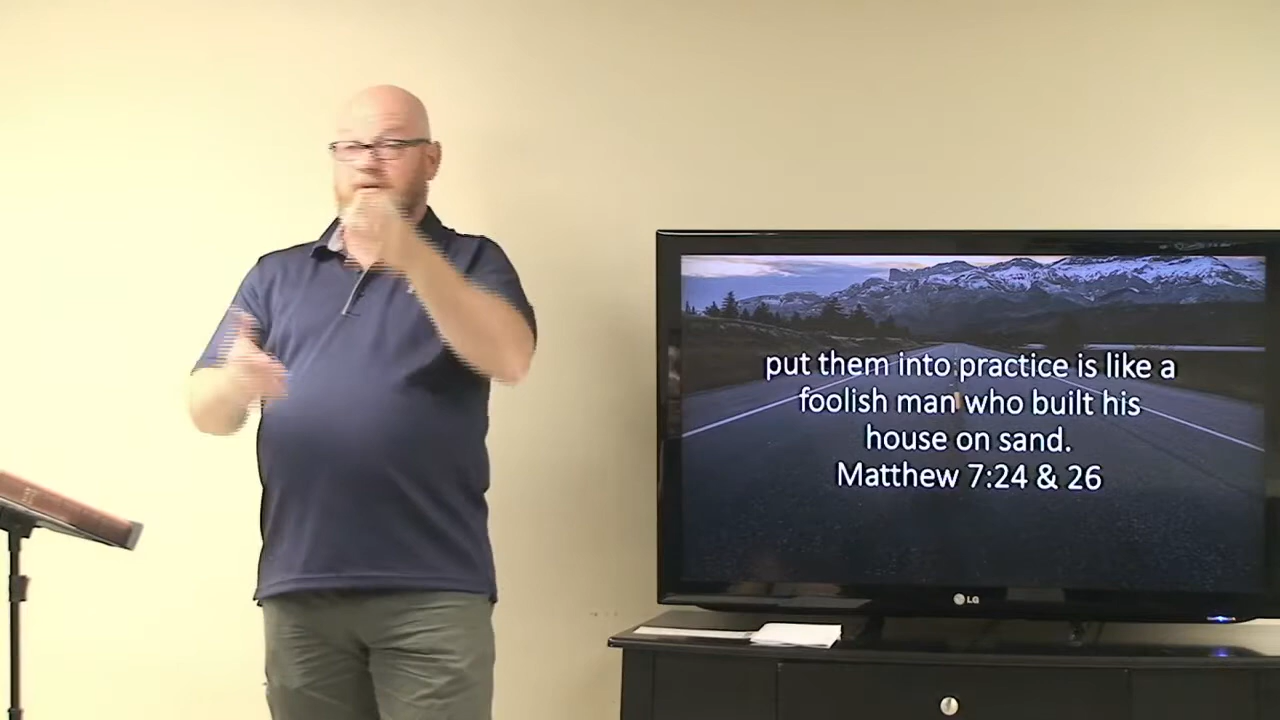 put them into practice is like a
foolish man who built his
house on sand.
Matthew 7:24 & 26
LG